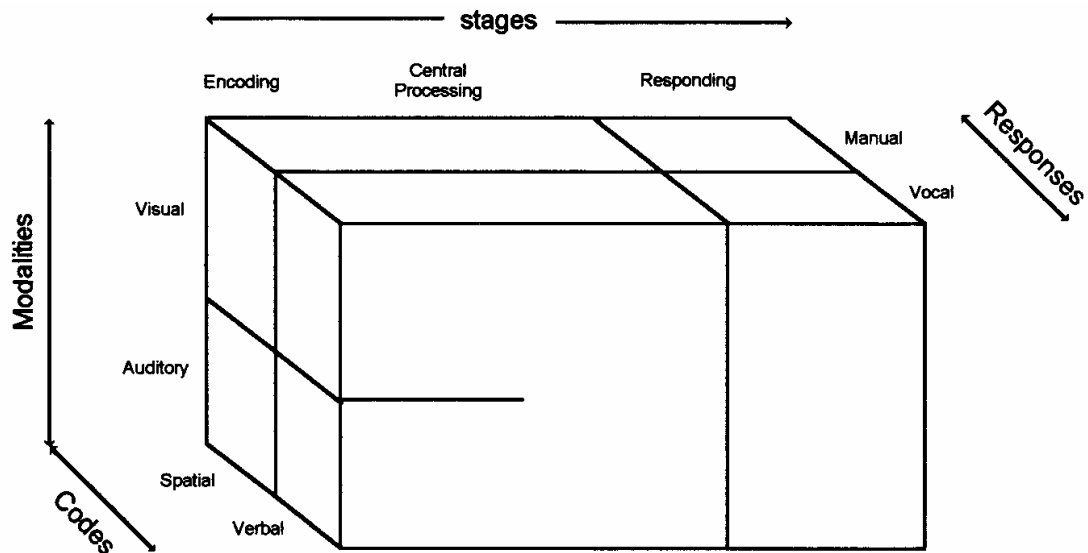 stages
Encoding
Central
Processing
Responding
Responses
Manual
Vocal
Modalities
Visual
Auditory
Codes
Spatial
Verbal